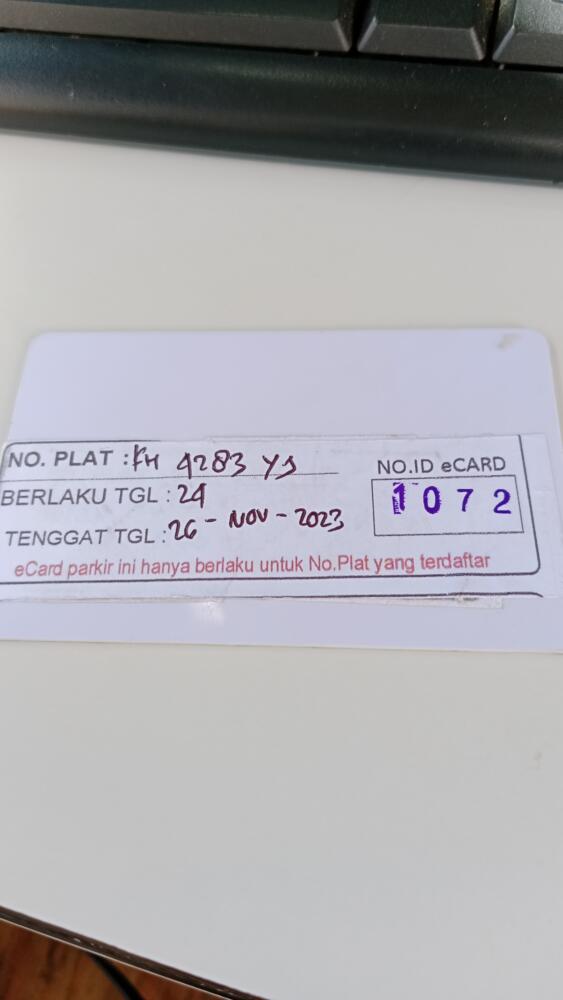 NO. PLAT : KH 4283 YS
NO.ID eCARD
BERLAKU TGL : 24
1072
TENGGAT TGL : 26 - NOV - 2023
eCard parkir ini hanya berlaku untuk No.Plat yang terdaftar